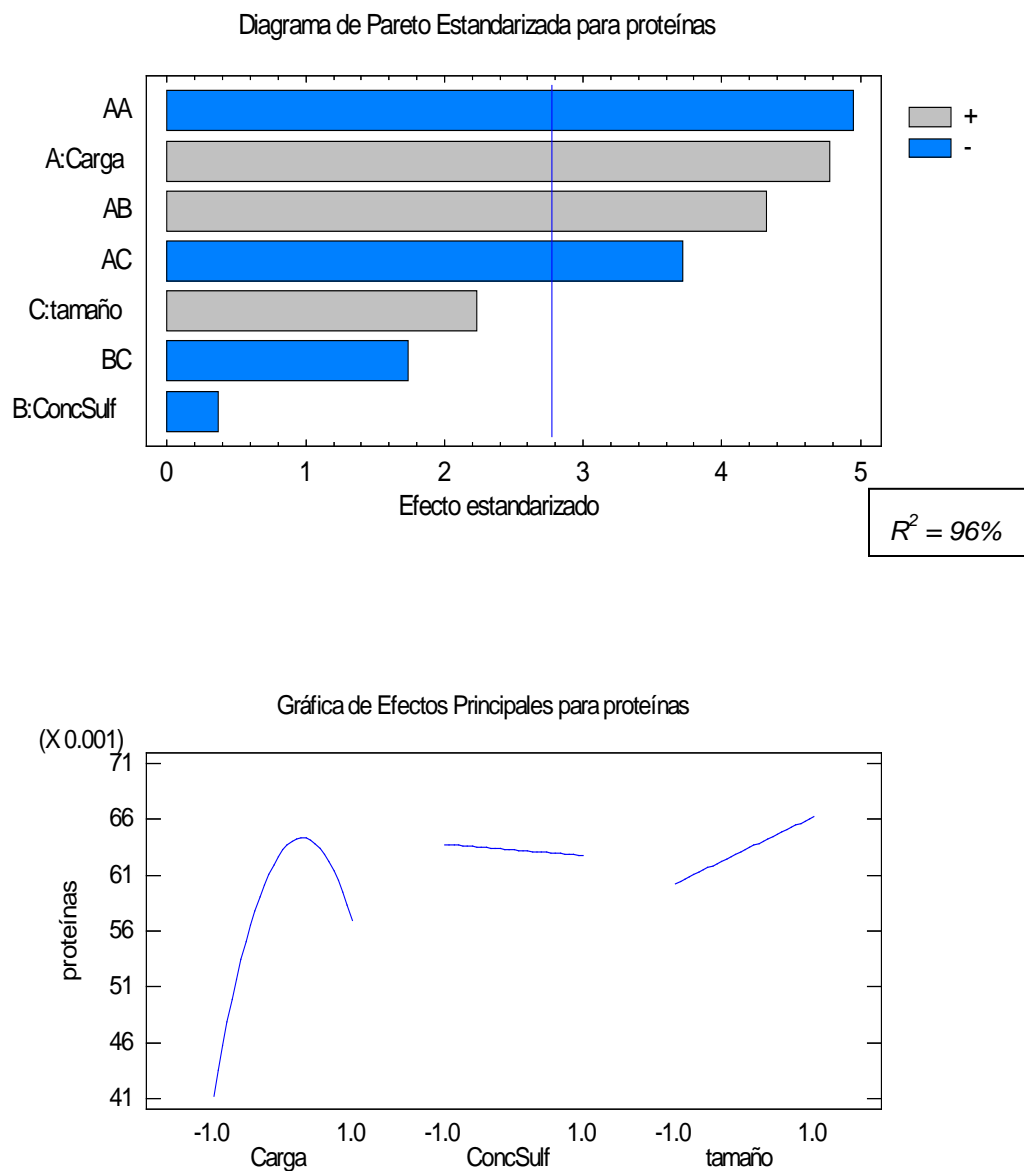 Diagrama de Pareto Estandarizada para proteínas
AA
A:Carga
AB
AC
C:tamaño
BC
B:ConcSulf
+
-
0 1 2 3 4 5
Efecto estandarizado
R² = 96%
Gráfica de Efectos Principales para proteínas
(X 0.001)
71
66
61
56
51
46
41
proteínas
-1.0 1.0 -1.0 1.0 -1.0 1.0
Carga ConcSulf tamaño